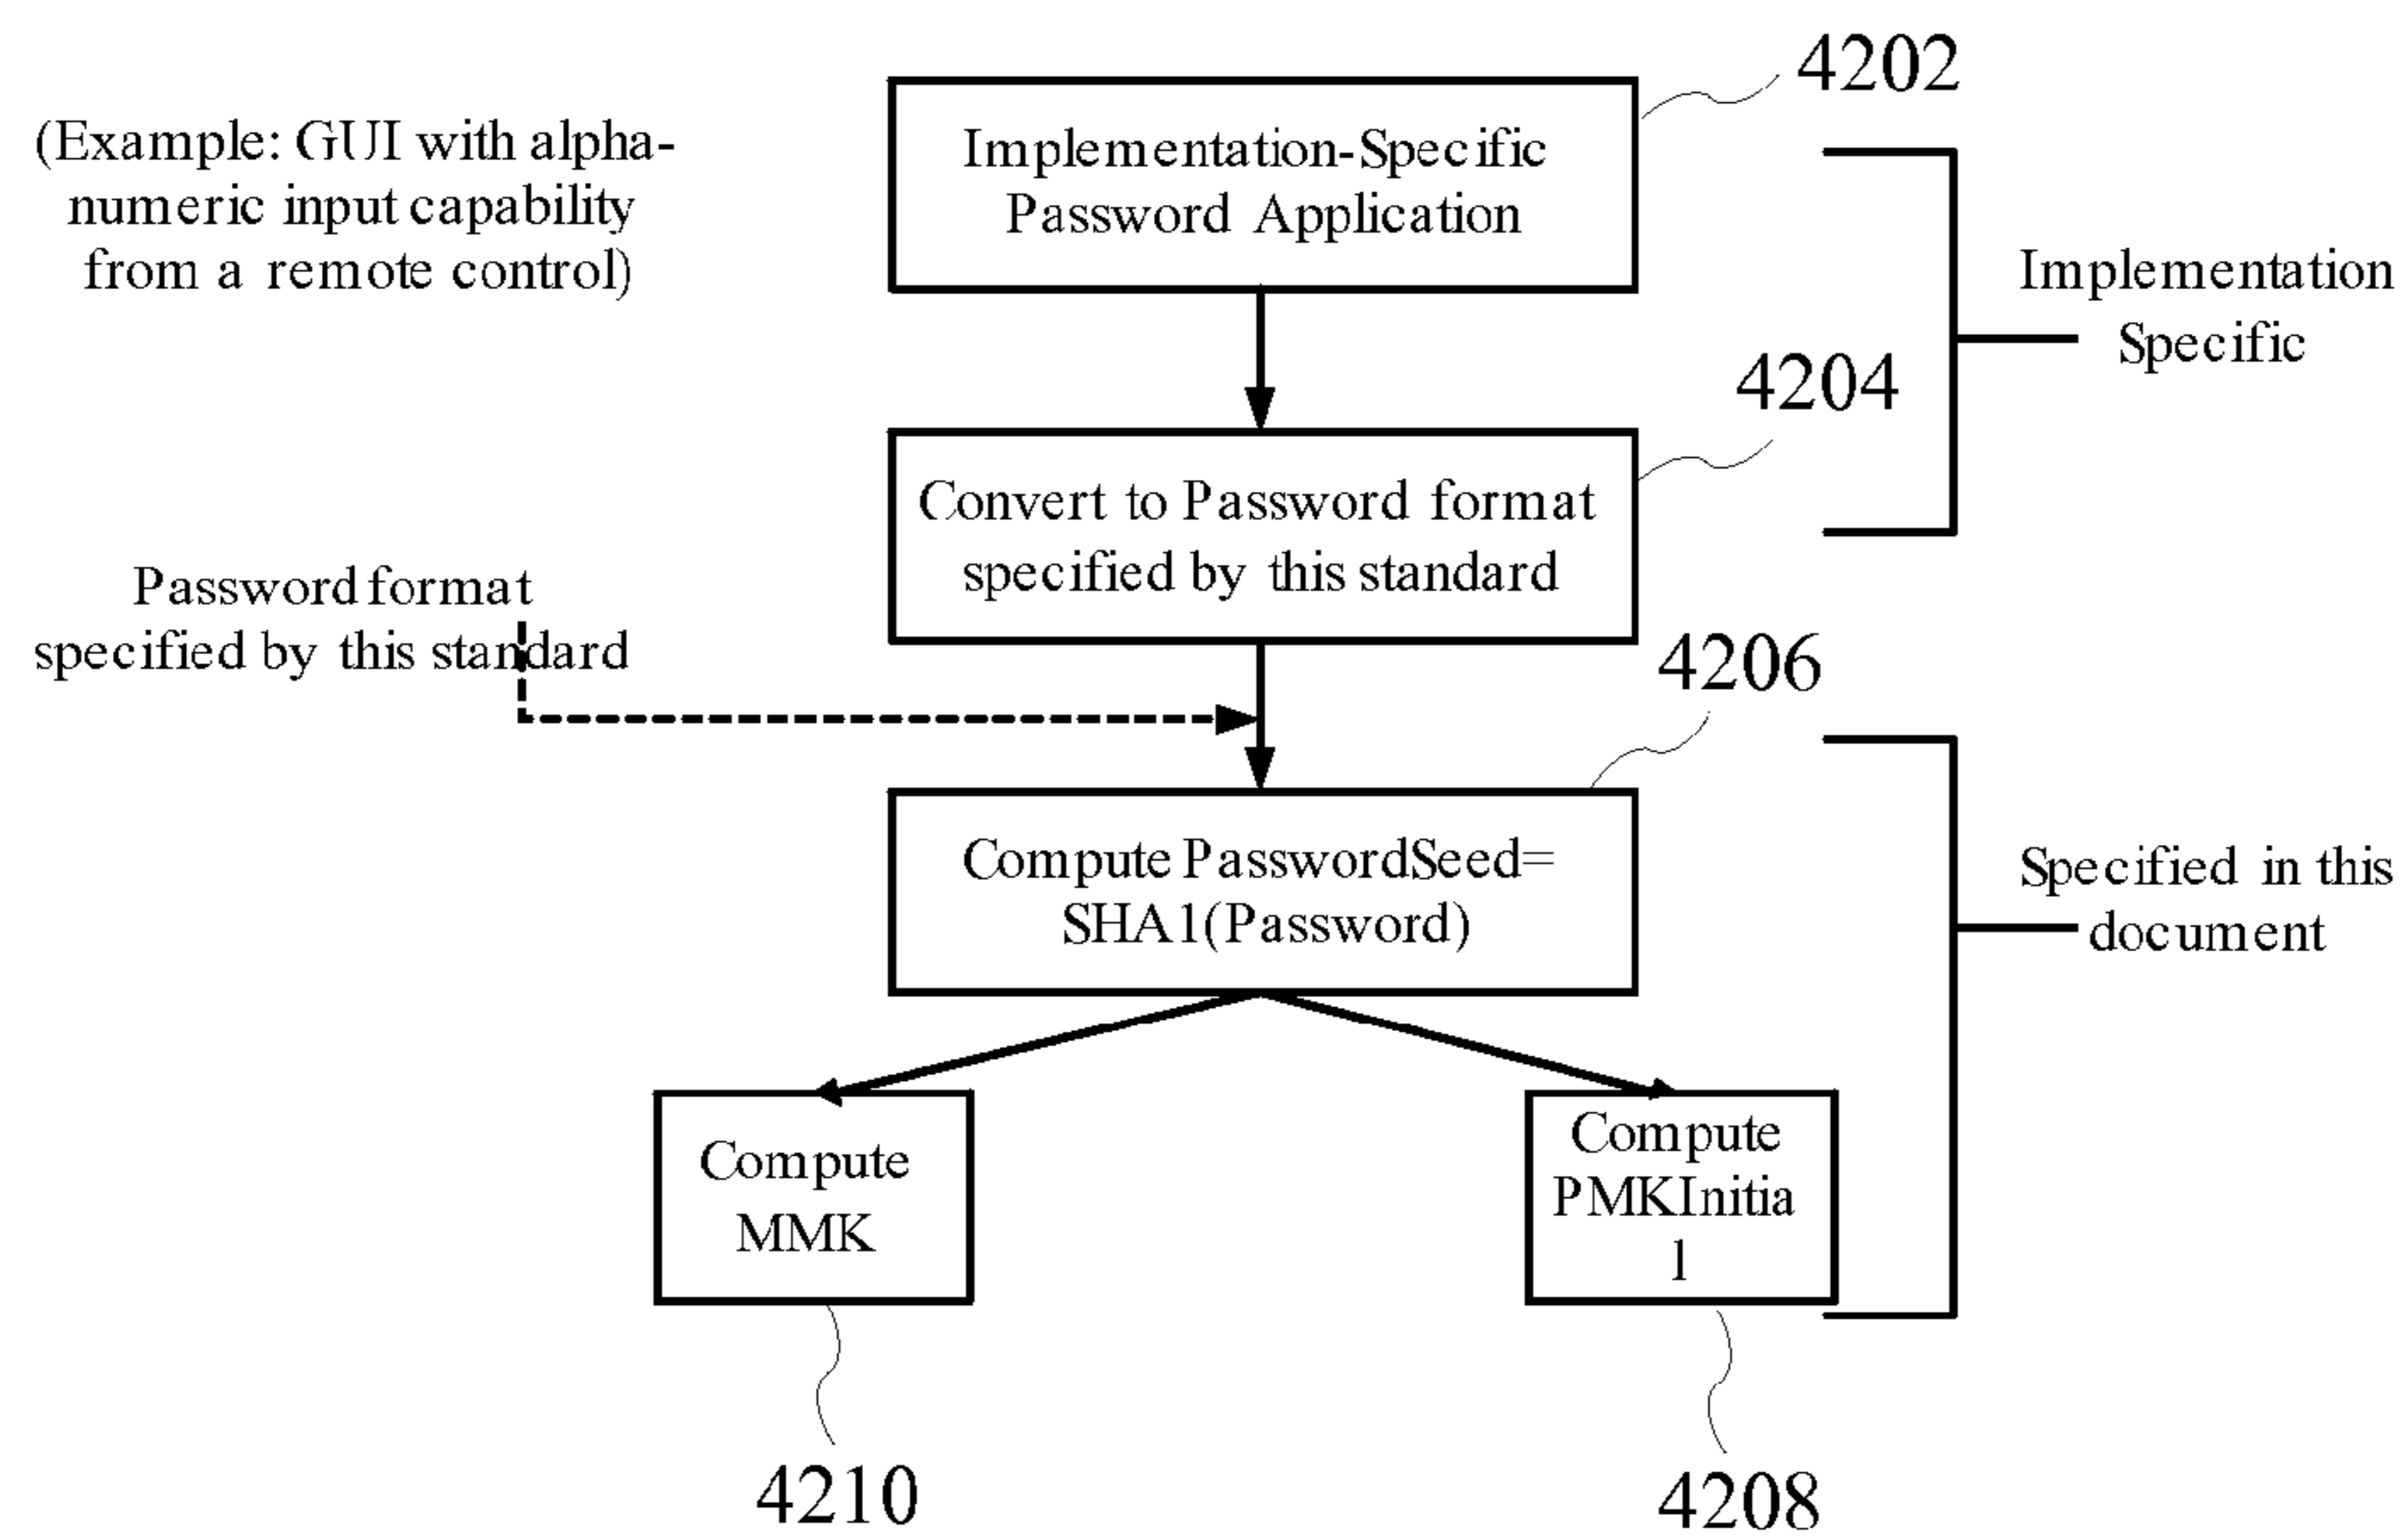 4202
(Example: GUI with alpha-
numeric input capability
from a remote control)
Implementation-Specific
Password Application
Implementation
Specific
4204
Convert to Password format
specified by this standard
Password format
specified by this standard
4206
Compute PasswordSeed=
SHA1(Password)
Specified in this
document
Compute
MMK
Compute
PMKInitia
l
4210
4208